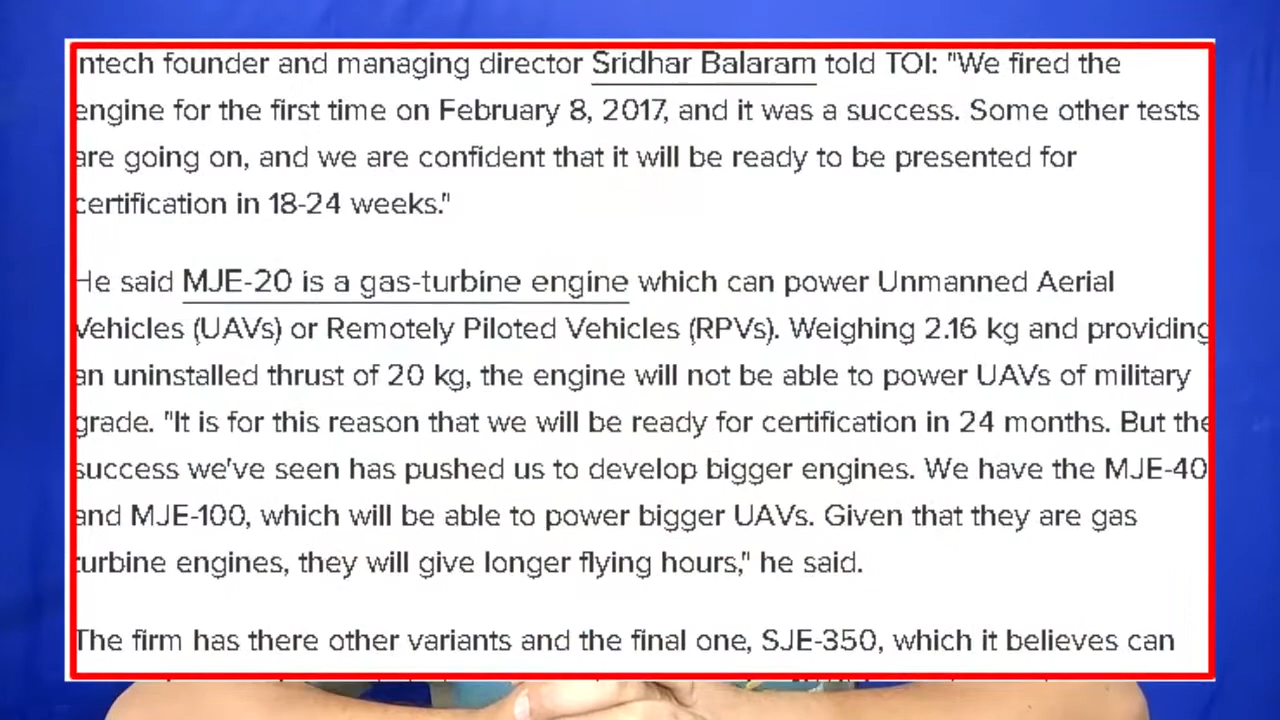 ntech founder and managing director Sridhar Balaram told TOI: "We fired the
engine for the first time on February 8, 2017, and it was a success. Some other tests
are going on, and we are confident that it will be ready to be presented for
certification in 18-24 weeks."
He said MJE-20 is a gas-turbine engine which can power Unmanned Aerial
Vehicles (UAVs) or Remotely Piloted Vehicles (RPVs). Weighing 2.16 kg and providing
an uninstalled thrust of 20 kg, the engine will not be able to power UAVs of military
grade. "It is for this reason that we will be ready for certification in 24 months. But the
success we've seen has pushed us to develop bigger engines. We have the MJE-40
and MJE-100, which will be able to power bigger UAVs. Given that they are gas
turbine engines, they will give longer flying hours," he said.
The firm has there other variants and the final one, SJE-350, which it believes can